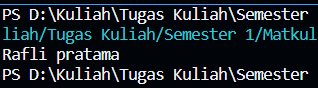 PS D:\Kuliah\Tugas Kuliah\Semester
liah/Tugas Kuliah/Semester 1/Matkul
Rafli pratama
PS D:\Kuliah\Tugas Kuliah\Semester